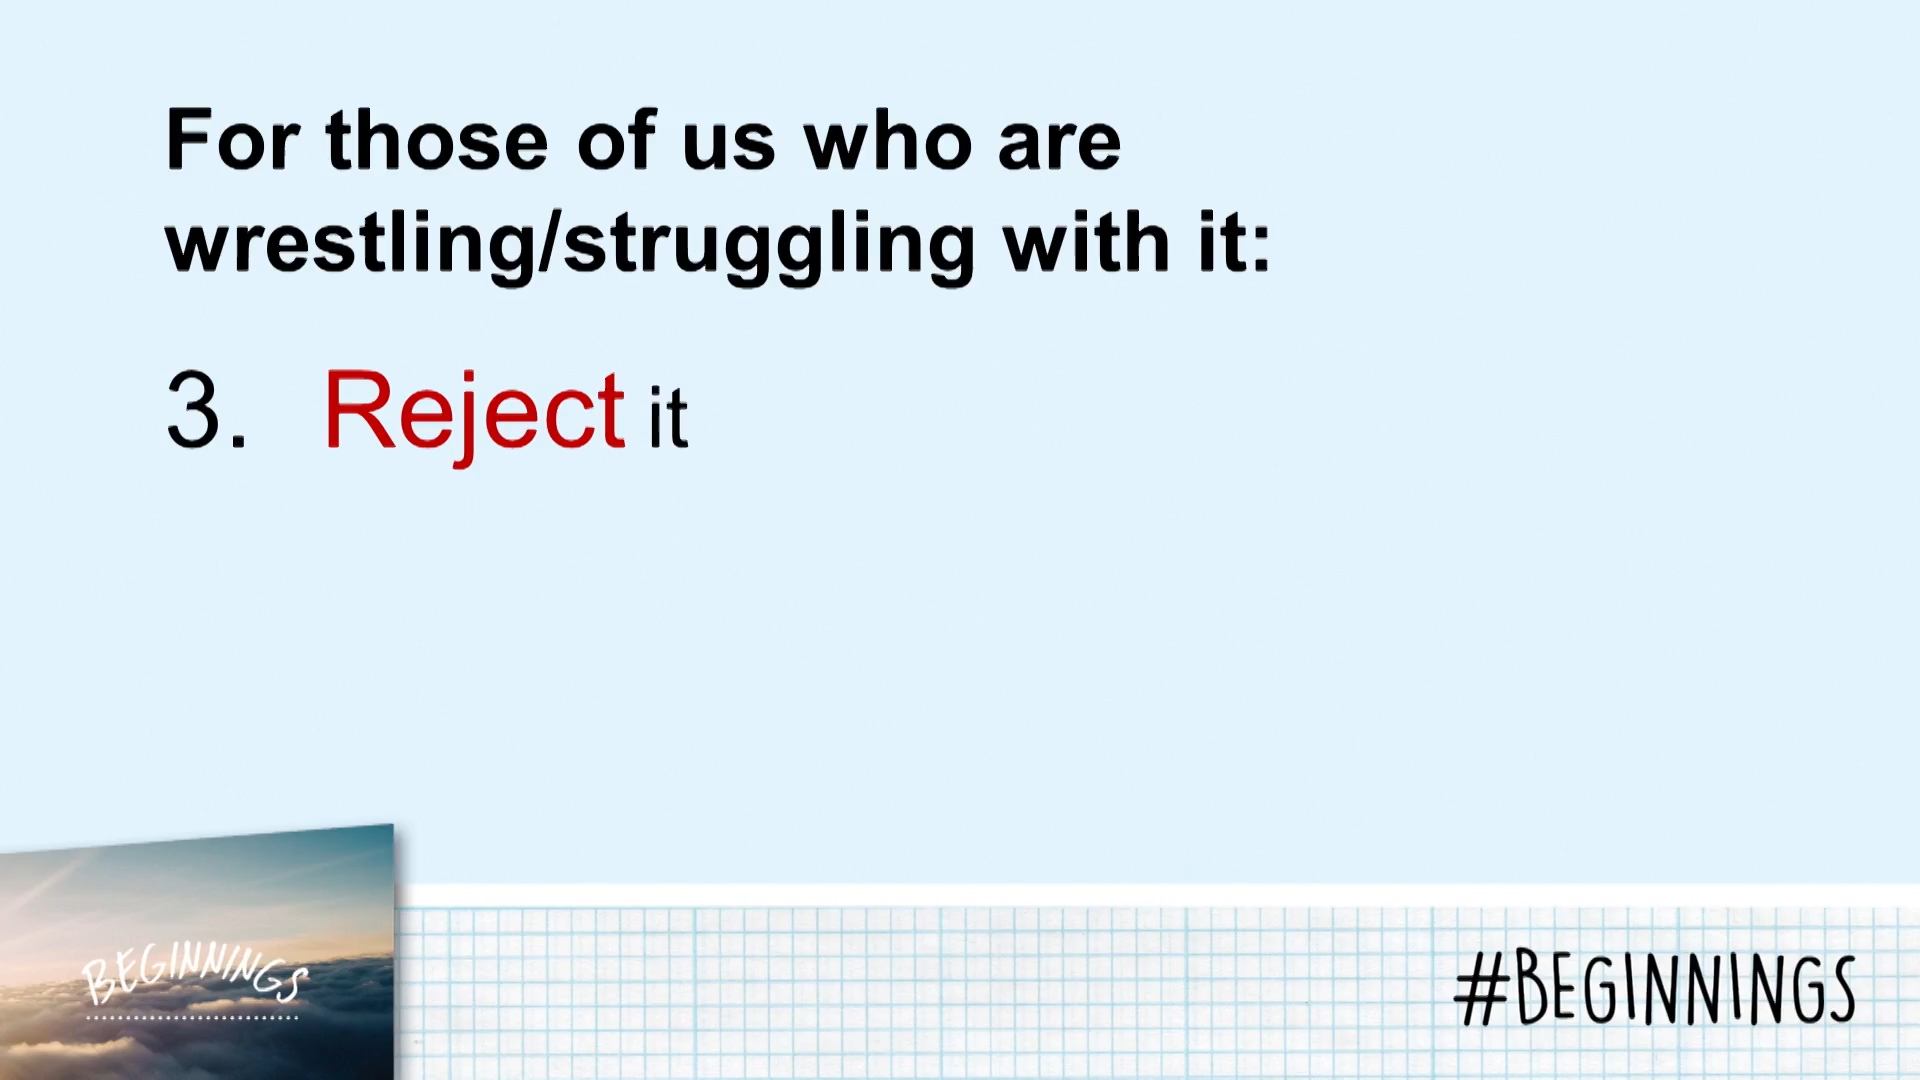 For those of us who are
wrestling/struggling with it:
3. Reject it
BEGINNINGS
#BEGINNINGS